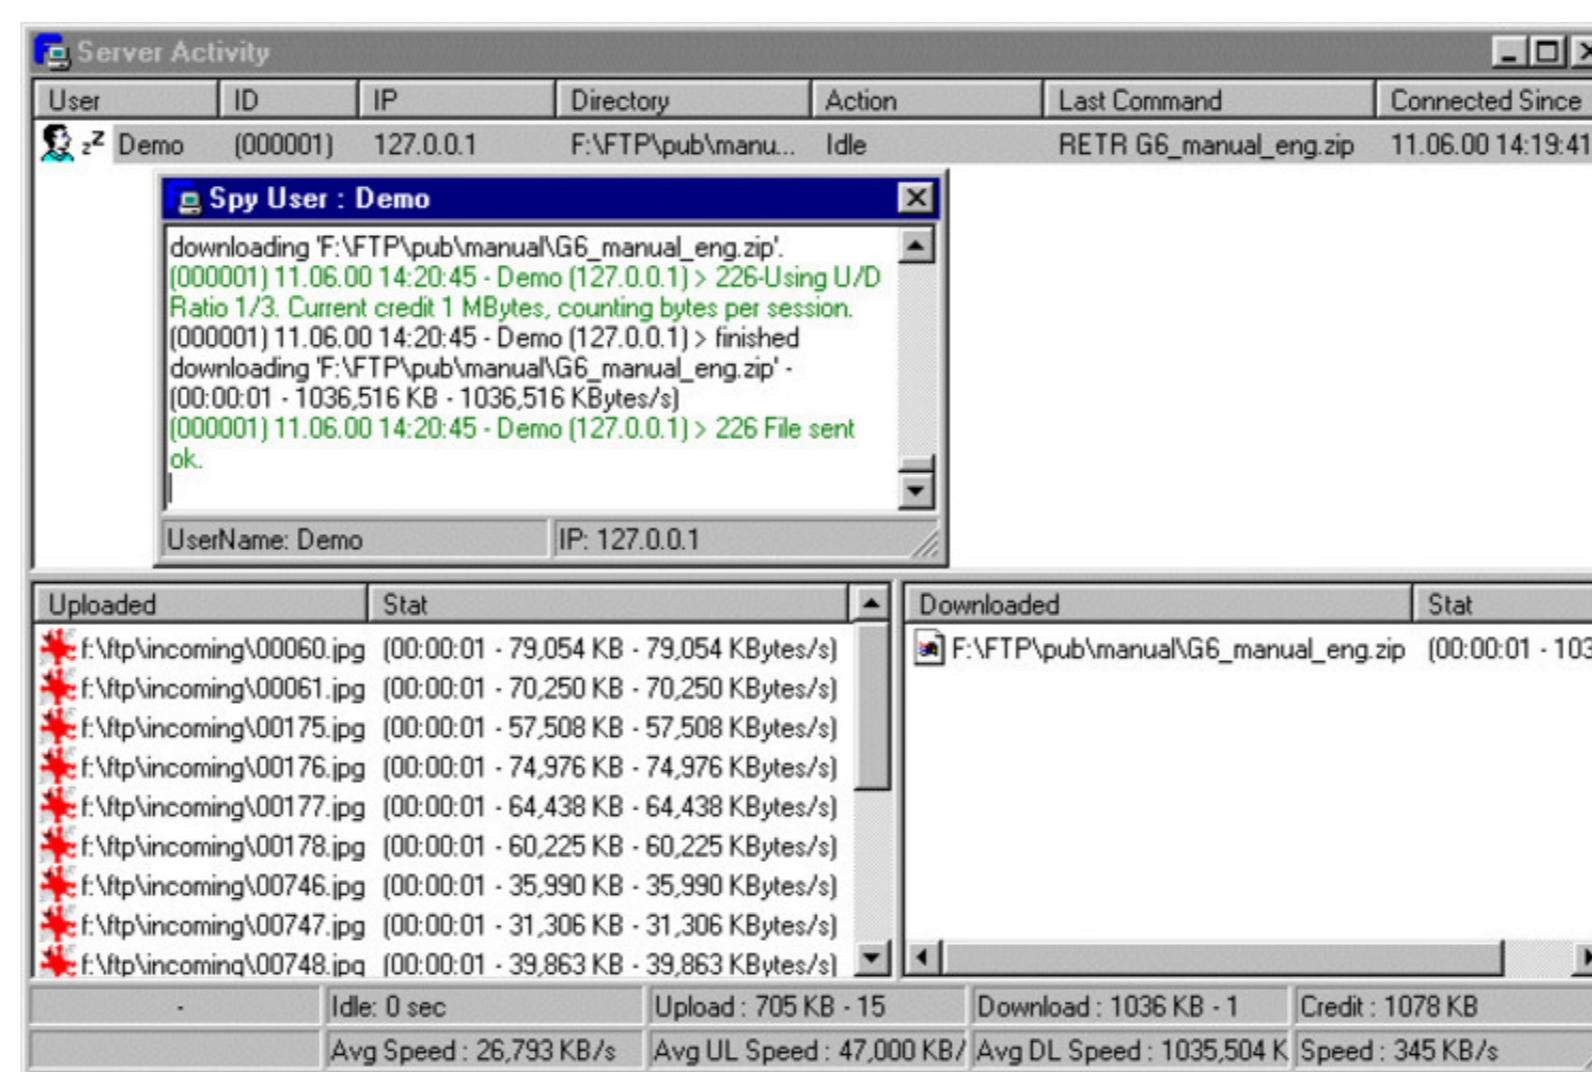 Server Activity
User ID IP Directory Action Last Command Connected Since
zZ Demo (000001) 127.0.0.1 F:\FTP\pub\manu... Idle RETR G6_manual_eng.zip 11.06.00 14:19:41
Spy User : Demo
downloading 'F:\FTP\pub\manual\G6_manual_eng.zip'.
(000001) 11.06.00 14:20:45 - Demo (127.0.0.1) > 226-Using U/D
Ratio 1/3. Current credit 1 MBytes, counting bytes per session.
(000001) 11.06.00 14:20:45 - Demo (127.0.0.1) > finished
downloading 'F:\FTP\pub\manual\G6_manual_eng.zip' -
(00:00:01 - 1036,516 KB - 1036,516 KBytes/s)
(000001) 11.06.00 14:20:45 - Demo (127.0.0.1) > 226 File sent
ok.
UserName: Demo IP: 127.0.0.1
Uploaded Stat
f:\ftp\incoming\00060.jpg (00:00:01 - 79,054 KB - 79,054 KBytes/s)
f:\ftp\incoming\00061.jpg (00:00:01 - 70,250 KB - 70,250 KBytes/s)
f:\ftp\incoming\00175.jpg (00:00:01 - 57,508 KB - 57,508 KBytes/s)
f:\ftp\incoming\00176.jpg (00:00:01 - 74,976 KB - 74,976 KBytes/s)
f:\ftp\incoming\00177.jpg (00:00:01 - 64,438 KB - 64,438 KBytes/s)
f:\ftp\incoming\00178.jpg (00:00:01 - 60,225 KB - 60,225 KBytes/s)
f:\ftp\incoming\00746.jpg (00:00:01 - 35,990 KB - 35,990 KBytes/s)
f:\ftp\incoming\00747.jpg (00:00:01 - 31,306 KB - 31,306 KBytes/s)
f:\ftp\incoming\00748.jpg (00:00:01 - 39,863 KB - 39,863 KBytes/s)
Downloaded Stat
F:\FTP\pub\manual\G6_manual_eng.zip (00:00:01 - 103
- Idle: 0 sec Upload : 705 KB - 15 Download : 1036 KB - 1 Credit : 1078 KB
Avg Speed : 26,793 KB/s Avg UL Speed : 47,000 KB/ Avg DL Speed : 1035,504 K Speed : 345 KB/s